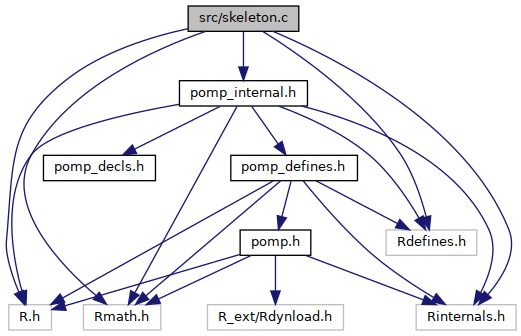 src/skeleton.c
pomp_internal.h
pomp_decls.h
pomp_defines.h
pomp.h
Rdefines.h
R.h
Rmath.h
R_ext/Rdynload.h
Rinternals.h